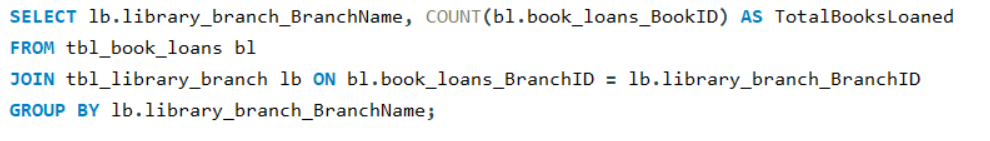 SELECT lb.library_branch_BranchName, COUNT(bl.book_loans_BookID) AS TotalBooksLoaned
FROM tbl_book_loans bl
JOIN tbl_library_branch lb ON bl.book_loans_BranchID = lb.library_branch_BranchID
GROUP BY lb.library_branch_BranchName;